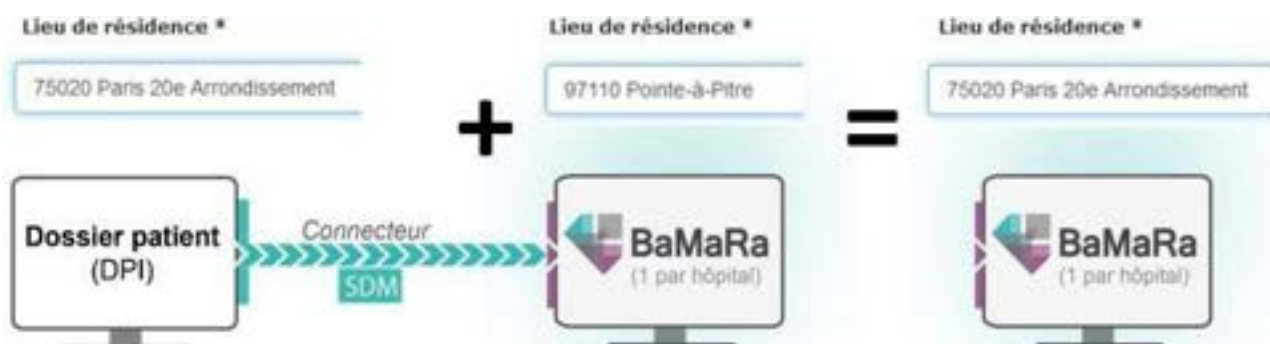 Lieu de résidence *
75020 Paris 20e Arrondissement
+
Lieu de résidence *
97110 Pointe-à-Pitre
=
Lieu de résidence *
75020 Paris 20e Arrondissement
Dossier patient
(DPI)
Connecteur
SDM
BaMaRa
(1 par hôpital)
BaMaRa
(1 par hôpital)